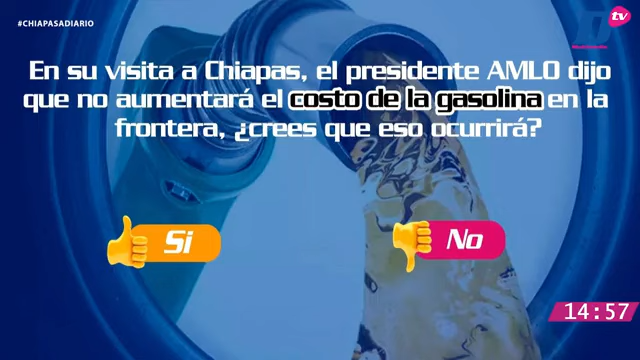 #CHIAPASADIARIO
tv
En su visita a Chiapas, el presidente AMLO dijo
que no aumentará el costo de la gasolina en la
frontera, ¿crees que eso ocurrirá?
Si
No
14:57